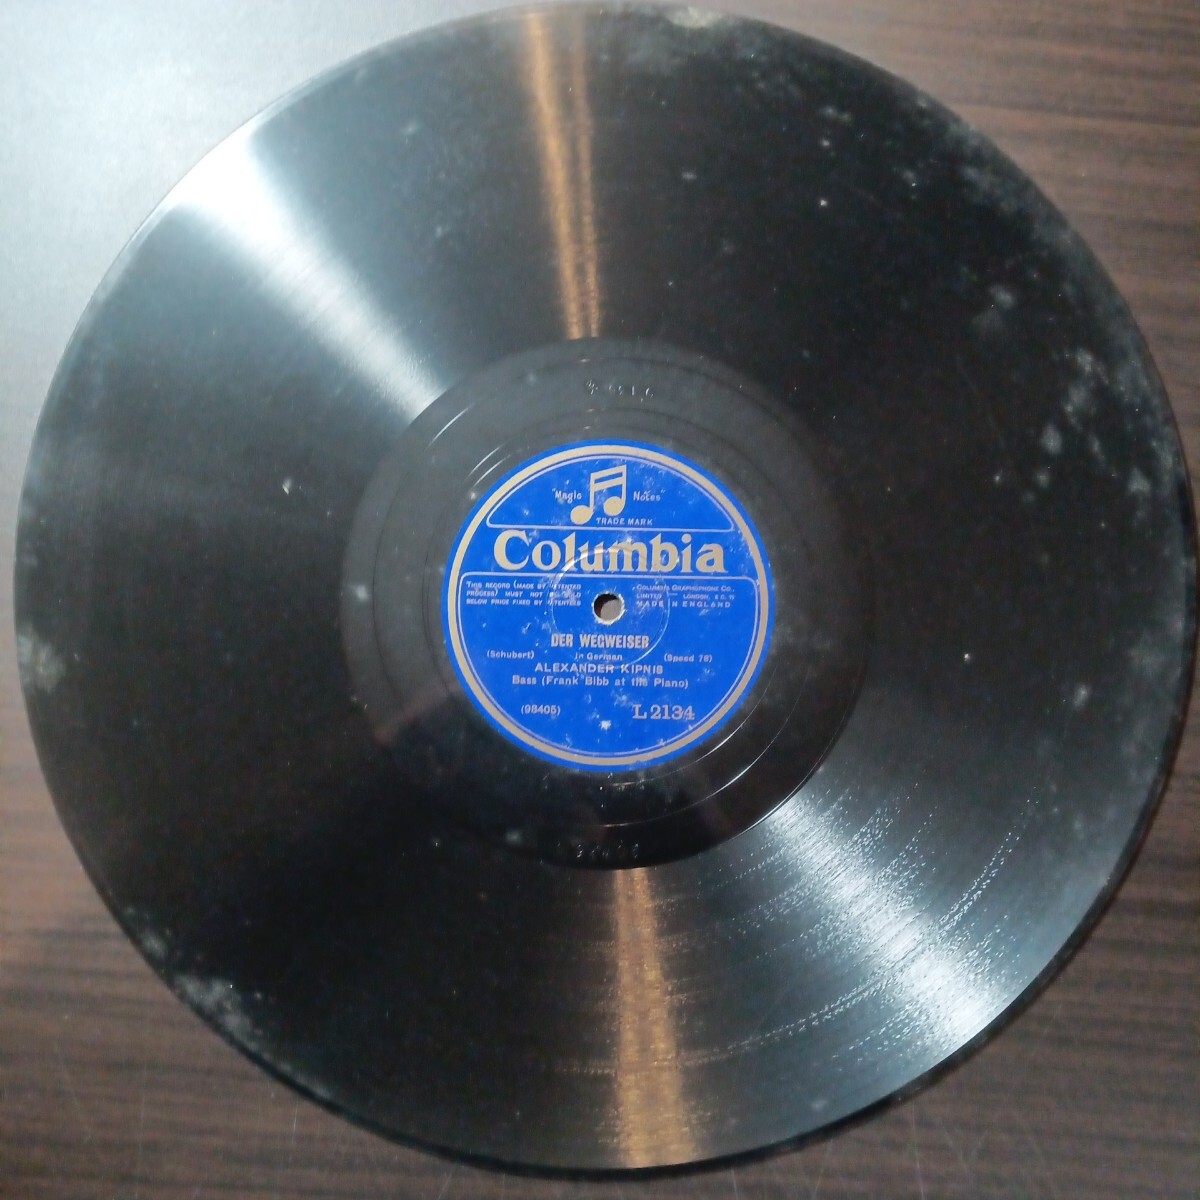 Magic Notes
TRADE MARK
Columbia
THIS RECORD (MADE BY PATENTED
PROCESS) MUST NOT BE SOLD
BELOW PRICE FIXED BY PATENTEES
COLUMBIA GRAPHOPHONE CO.,
LIMITED LONDON, E C
MADE IN ENGLAND
DER WEGWEISER
(Schubert) In German (Speed 78)
ALEXANDER KIPNIS
Bass (Frank Bibb at the Piano)
(98405) L2134